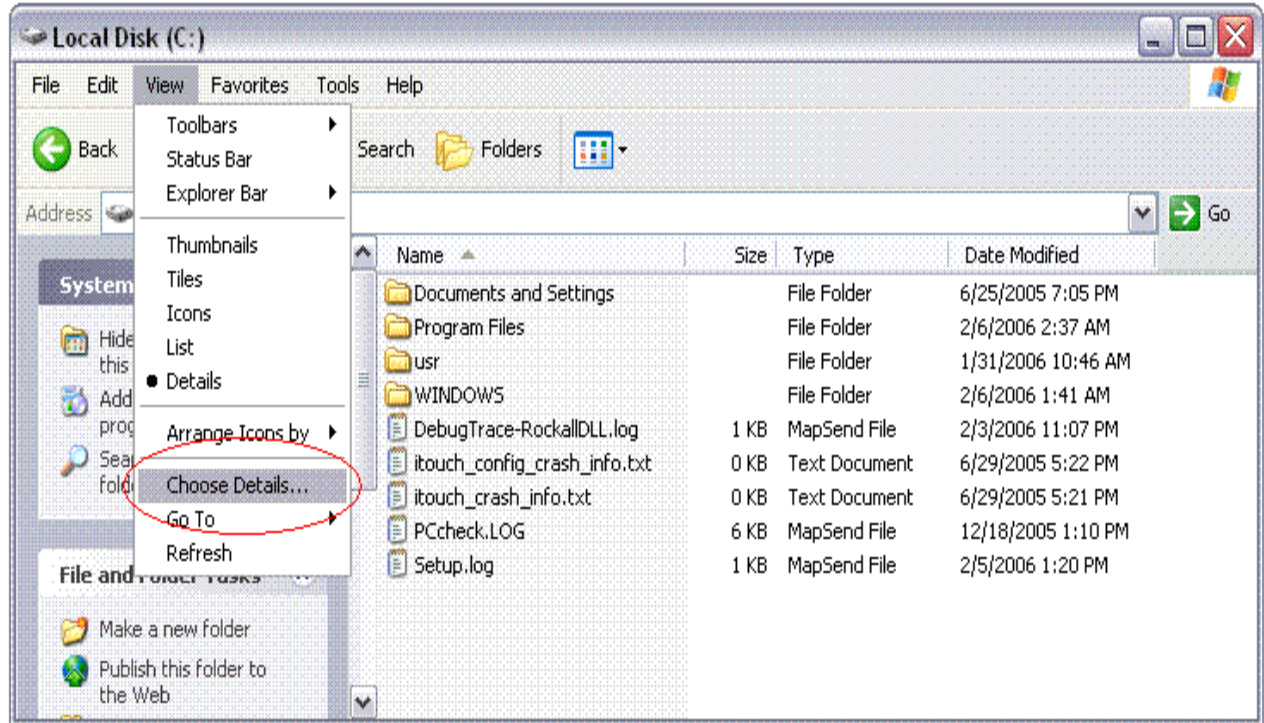 Local Disk (C:)
File Edit View Favorites Tools Help
Back Search Folders
Address Go
Toolbars
Status Bar
Explorer Bar
Thumbnails
Tiles
Icons
List
Details
Arrange Icons by
Choose Details...
Go To
Refresh
System
Hide
this
Add
prog
Sea
folde
File and Folder Tasks
Make a new folder
Publish this folder to
the Web
Name Size Type Date Modified
Documents and Settings File Folder 6/25/2005 7:05 PM
Program Files File Folder 2/6/2006 2:37 AM
usr File Folder 1/31/2006 10:46 AM
WINDOWS File Folder 2/6/2006 1:41 AM
DebugTrace-RockallDLL.log 1 KB MapSend File 2/3/2006 11:07 PM
itouch_config_crash_info.txt 0 KB Text Document 6/29/2005 5:22 PM
itouch_crash_info.txt 0 KB Text Document 6/29/2005 5:21 PM
PCcheck.LOG 6 KB MapSend File 12/18/2005 1:10 PM
Setup.log 1 KB MapSend File 2/5/2006 1:20 PM